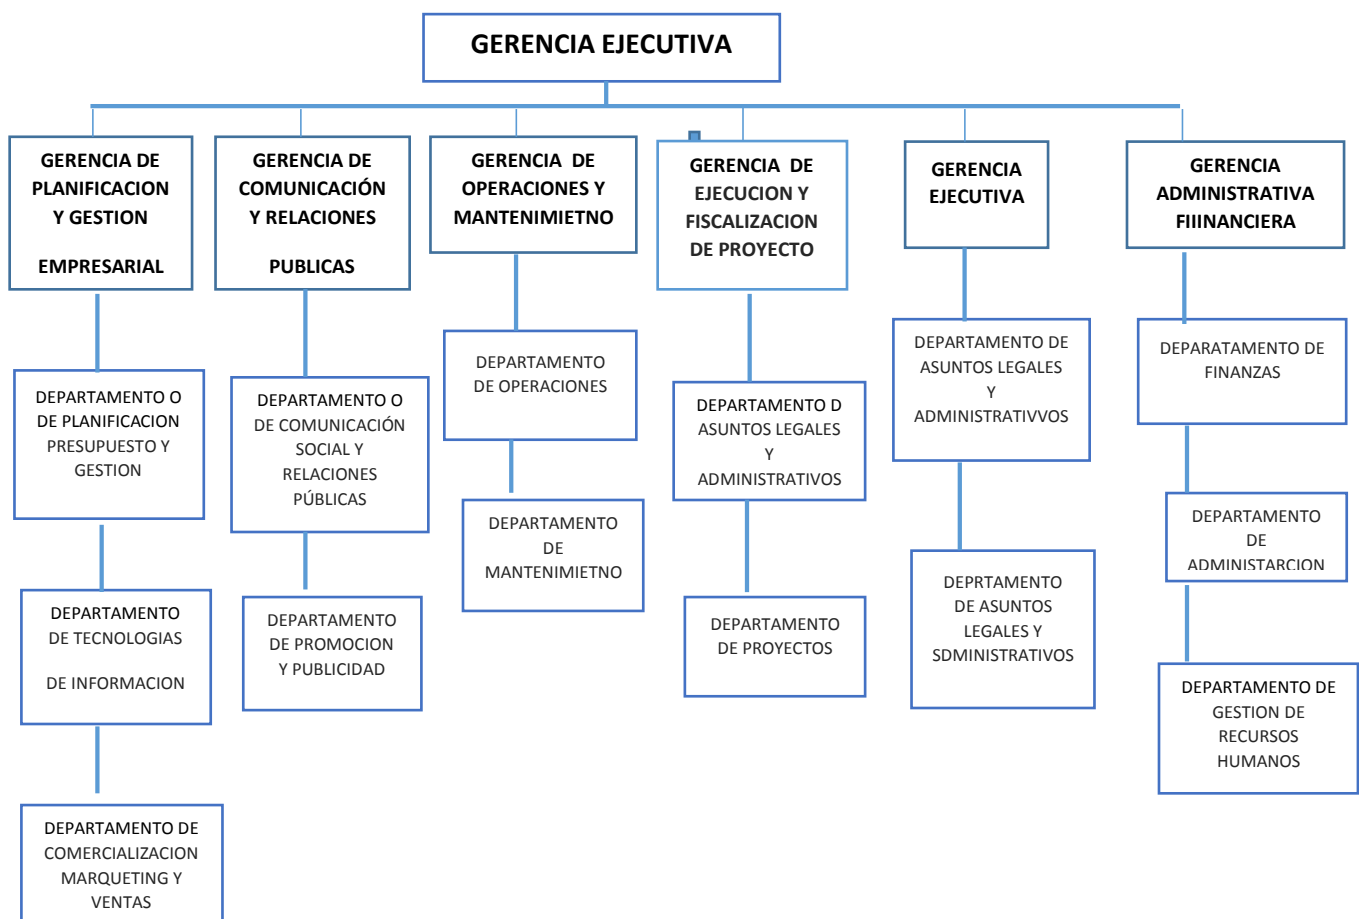 GERENCIA EJECUTIVA
GERENCIA DE
PLANIFICACION
Y GESTION
EMPRESARIAL
GERENCIA DE
COMUNICACIÓN
Y RELACIONES
PUBLICAS
GERENCIA DE
OPERACIONES Y
MANTENIMIETNO
GERENCIA DE
EJECUCION Y
FISCALIZACION
DE PROYECTO
GERENCIA
EJECUTIVA
GERENCIA
ADMINISTRATIVA
FIIINANCIERA
DEPARTAMENTO O
DE PLANIFICACION
PRESUPUESTO Y
GESTION
DEPARTAMENTO O
DE COMUNICACIÓN
SOCIAL Y
RELACIONES
PÚBLICAS
DEPARTAMENTO
DE OPERACIONES
DEPARTAMENTO D
ASUNTOS LEGALES
Y
ADMINISTRATIVOS
DEPARTAMENTO DE
ASUNTOS LEGALES
Y
ADMINISTRATIVVOS
DEPARATAMENTO DE
FINANZAS
DEPARTAMENTO
DE TECNOLOGIAS
DE INFORMACION
DEPARTAMENTO
DE PROMOCION
Y PUBLICIDAD
DEPARTAMENTO
DE
MANTENIMIETNO
DEPARTAMENTO
DE PROYECTOS
DEPRTAMENTO
DE ASUNTOS
LEGALES Y
SDMINISTRATIVOS
DEPARTAMENTO
DE
ADMINISTARCION
DEPARTAMENTO DE
GESTION DE
RECURSOS
HUMANOS
DEPARTAMENTO DE
COMERCIALIZACION
MARQUETING Y
VENTAS